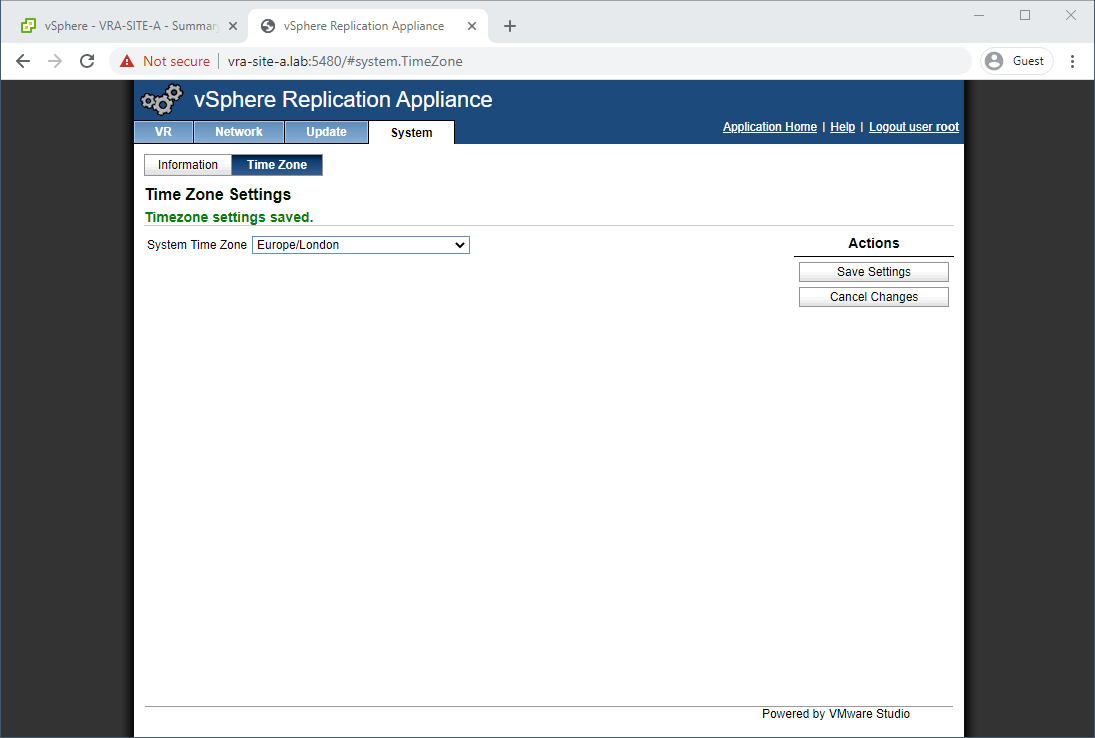 vSphere - VRA-SITE-A - Summary
vSphere Replication Appliance
Not secure
vra-site-a.lab:5480/#system.TimeZone
Guest
vSphere Replication Appliance
VR
Network
Update
System
Application Home | Help | Logout user root
Information
Time Zone
Time Zone Settings
Timezone settings saved.
System Time Zone
Europe/London
Actions
Save Settings
Cancel Changes
Powered by VMware Studio